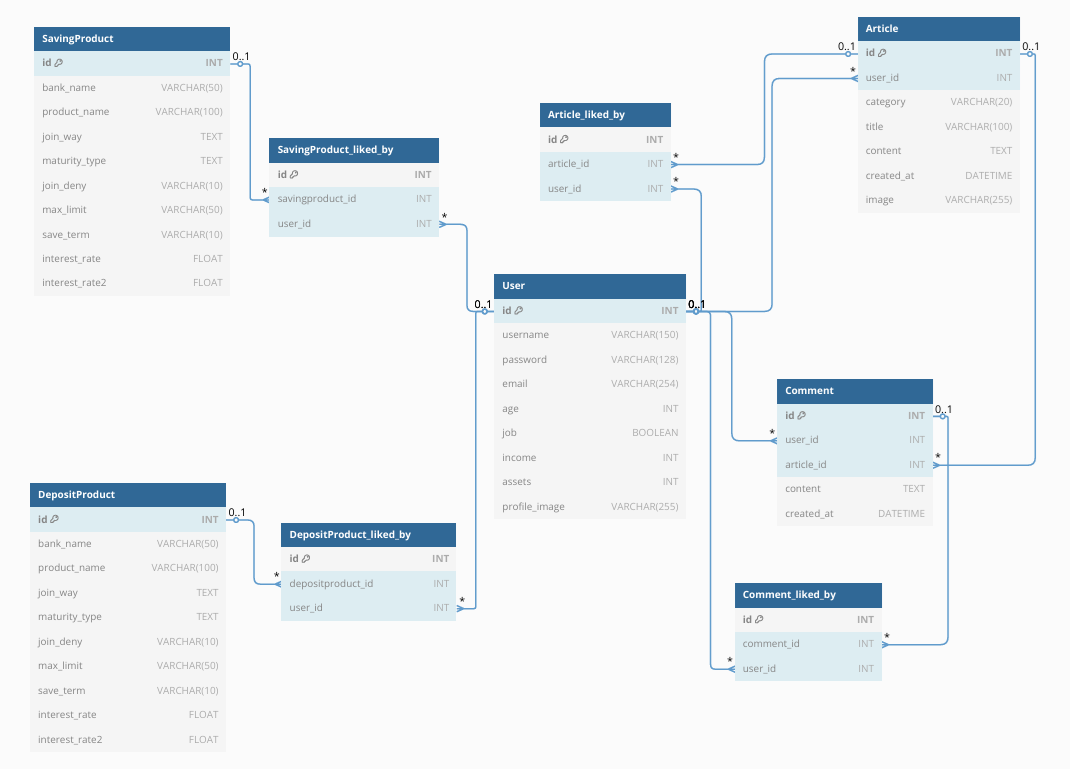 SavingProduct
id INT
bank_name VARCHAR(50)
product_name VARCHAR(100)
join_way TEXT
maturity_type TEXT
join_deny VARCHAR(10)
max_limit VARCHAR(50)
save_term VARCHAR(10)
interest_rate FLOAT
interest_rate2 FLOAT
0..1
*
SavingProduct_liked_by
id INT
savingproduct_id INT
user_id INT
*
0..1
Article_liked_by
id INT
article_id INT
user_id INT
*
*
0..1
*
Article
id INT
user_id INT
category VARCHAR(20)
title VARCHAR(100)
content TEXT
created_at DATETIME
image VARCHAR(255)
0..1
User
id INT
username VARCHAR(150)
password VARCHAR(128)
email VARCHAR(254)
age INT
job BOOLEAN
income INT
assets INT
profile_image VARCHAR(255)
0..1
*
Comment
id INT
user_id INT
article_id INT
content TEXT
created_at DATETIME
0..1
*
DepositProduct
id INT
bank_name VARCHAR(50)
product_name VARCHAR(100)
join_way TEXT
maturity_type TEXT
join_deny VARCHAR(10)
max_limit VARCHAR(50)
save_term VARCHAR(10)
interest_rate FLOAT
interest_rate2 FLOAT
0..1
*
DepositProduct_liked_by
id INT
depositproduct_id INT
user_id INT
*
Comment_liked_by
id INT
comment_id INT
user_id INT
*
*